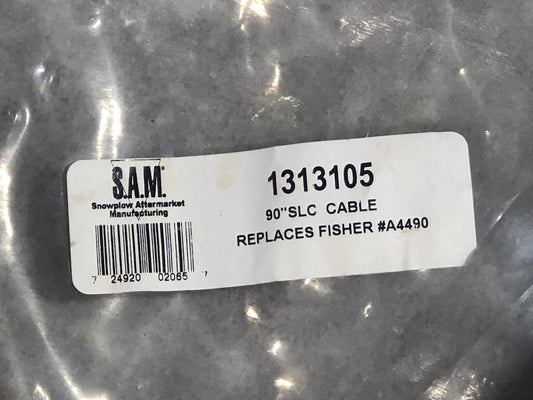 S.A.M.
Snowplow Aftermarket
Manufacturing
7 24920 02065 7
1313105
90"SLC CABLE
REPLACES FISHER #A4490